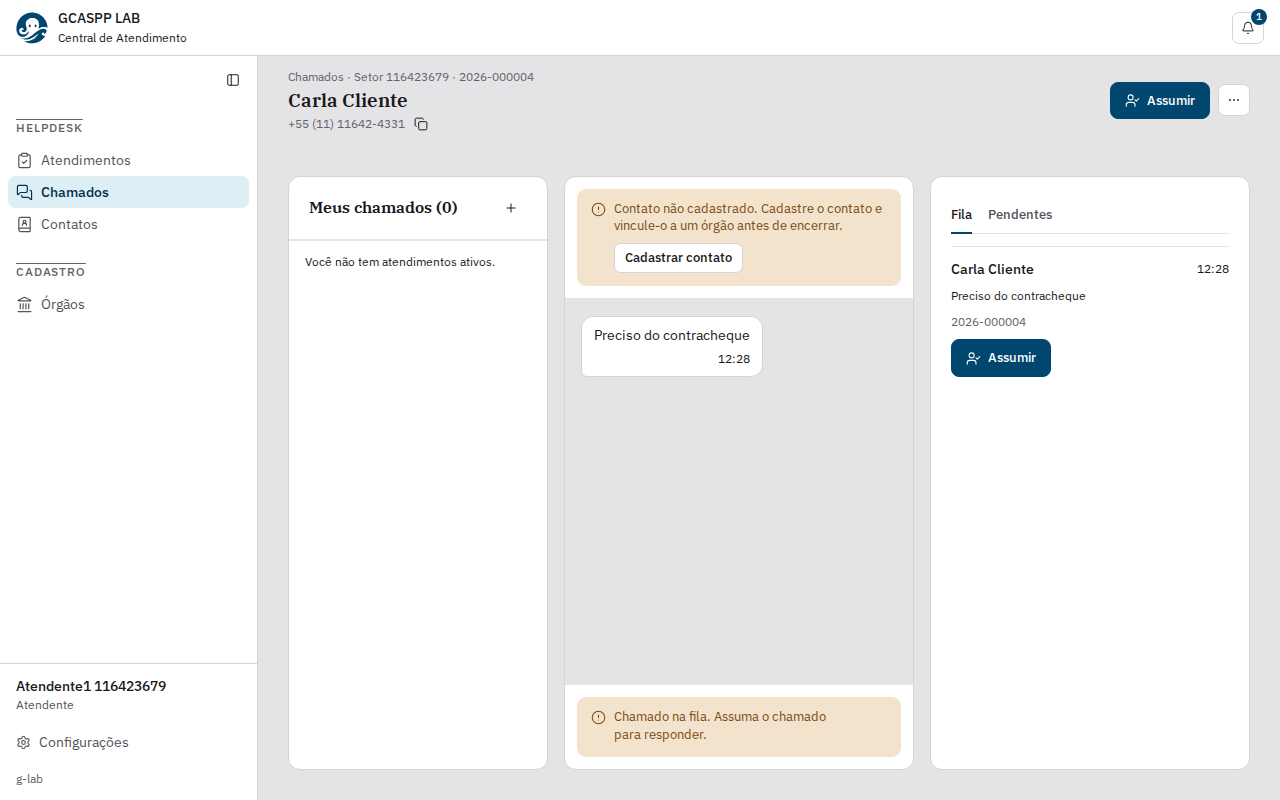 GCASPP LAB
Central de Atendimento
1
HELPDESK
Atendimentos
Chamados
Contatos
CADASTRO
Órgãos
Atendente1 116423679
Atendente
Configurações
g-lab
Chamados · Setor 116423679 · 2026-000004
Carla Cliente
+55 (11) 11642-4331
Assumir
Meus chamados (0)
Você não tem atendimentos ativos.
Contato não cadastrado. Cadastre o contato e
vincule-o a um órgão antes de encerrar.
Cadastrar contato
Preciso do contracheque
12:28
Chamado na fila. Assuma o chamado
para responder.
Fila Pendentes
Carla Cliente 12:28
Preciso do contracheque
2026-000004
Assumir